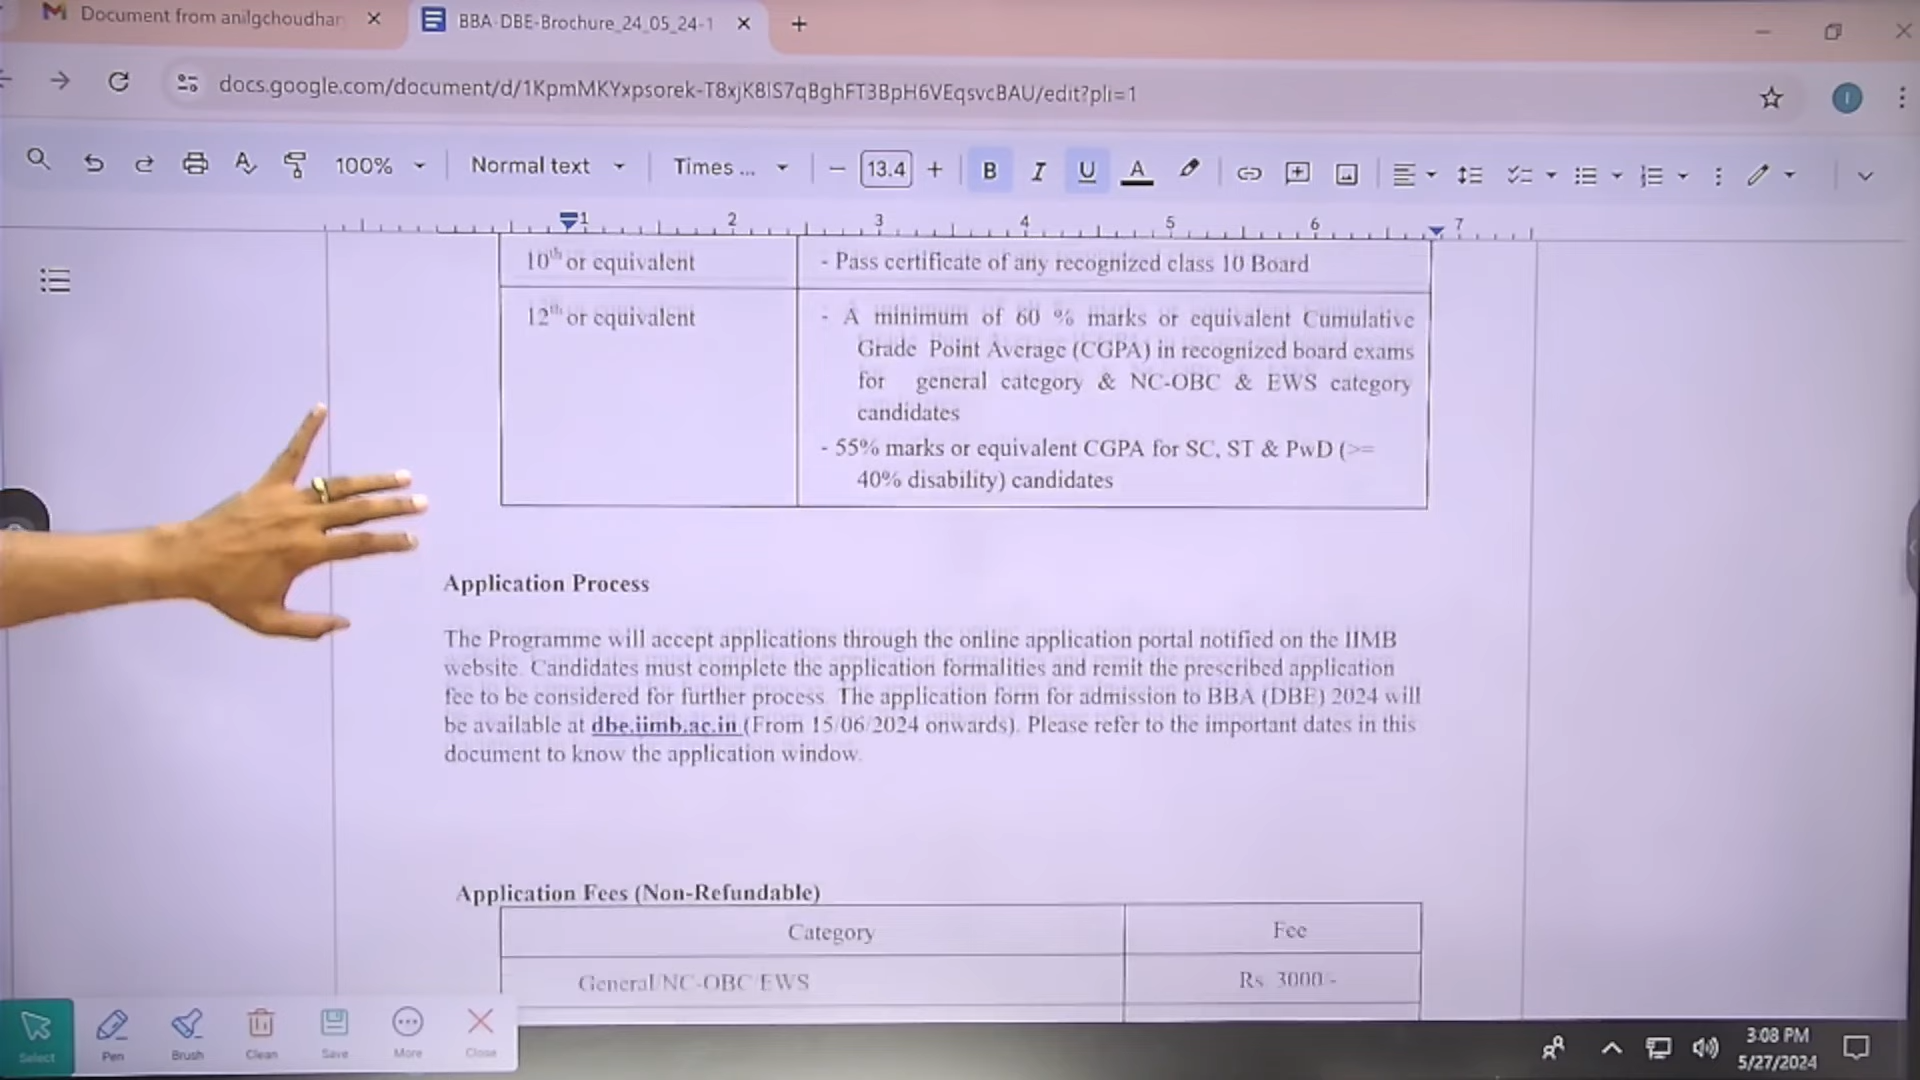 Document from anilgchoudhar
BBA-DBE-Brochure_24_05_24-1
docs.google.com/document/d/1KpmMKYxpsorek-T8xjK8lS7qBghFT3BpH6VEqsvcBAU/edit?pli=1
100% Normal text Times ... 13.4 B I U A
1 2 3 4 5 6 7
10th or equivalent - Pass certificate of any recognized class 10 Board
12th or equivalent - A minimum of 60 % marks or equivalent Cumulative
Grade Point Average (CGPA) in recognized board exams
for general category & NC-OBC & EWS category
candidates
- 55% marks or equivalent CGPA for SC, ST & PwD (>=
40% disability) candidates
Application Process
The Programme will accept applications through the online application portal notified on the IIMB
website. Candidates must complete the application formalities and remit the prescribed application
fee to be considered for further process. The application form for admission to BBA (DBE) 2024 will
be available at dbe.iimb.ac.in (From 15/06/2024 onwards). Please refer to the important dates in this
document to know the application window.
Application Fees (Non-Refundable)
Category Fee
General/NC-OBC/EWS Rs. 3000/-
Select Pen Brush Clean Save More Close
3:08 PM
5/27/2024